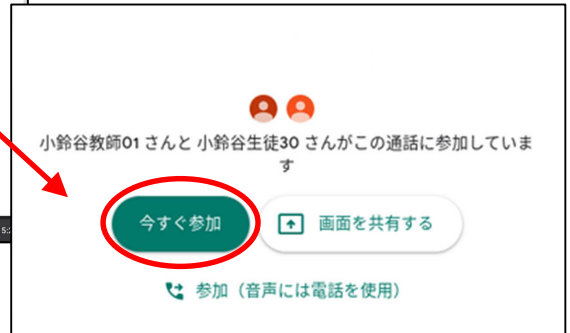 小鈴谷教師01 さんと 小鈴谷生徒30 さんがこの通話に参加していま
す
今すぐ参加
画面を共有する
参加（音声には電話を使用）